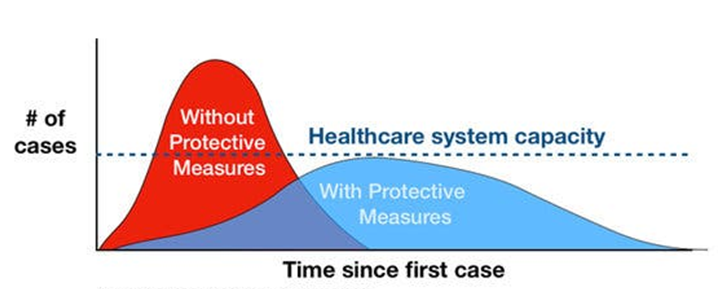 # of
cases
Without
Protective
Measures
Healthcare system capacity
With Protective
Measures
Time since first case